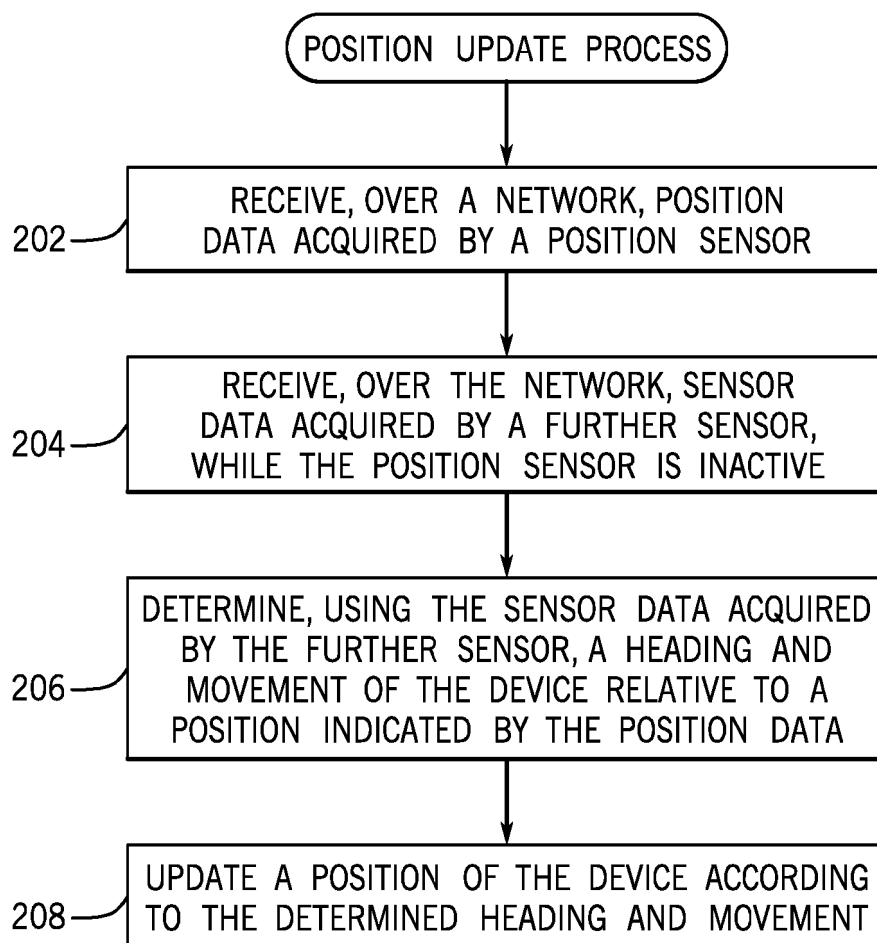 POSITION UPDATE PROCESS
202
RECEIVE, OVER A NETWORK, POSITION
DATA ACQUIRED BY A POSITION SENSOR
204
RECEIVE, OVER THE NETWORK, SENSOR
DATA ACQUIRED BY A FURTHER SENSOR,
WHILE THE POSITION SENSOR IS INACTIVE
206
DETERMINE, USING THE SENSOR DATA ACQUIRED
BY THE FURTHER SENSOR, A HEADING AND
MOVEMENT OF THE DEVICE RELATIVE TO A
POSITION INDICATED BY THE POSITION DATA
208
UPDATE A POSITION OF THE DEVICE ACCORDING
TO THE DETERMINED HEADING AND MOVEMENT